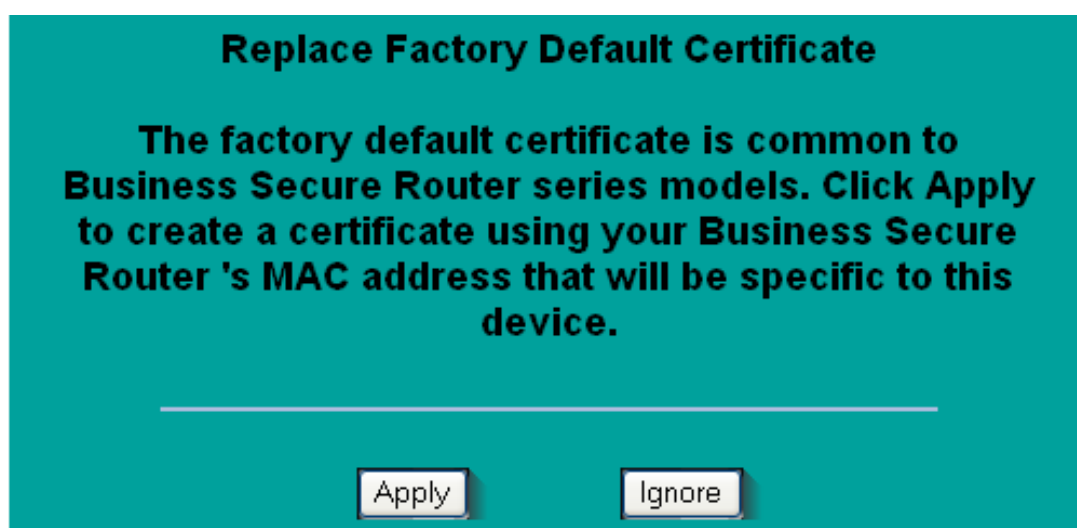 Replace Factory Default Certificate
The factory default certificate is common to
Business Secure Router series models. Click Apply
to create a certificate using your Business Secure
Router 's MAC address that will be specific to this
device.
Apply Ignore